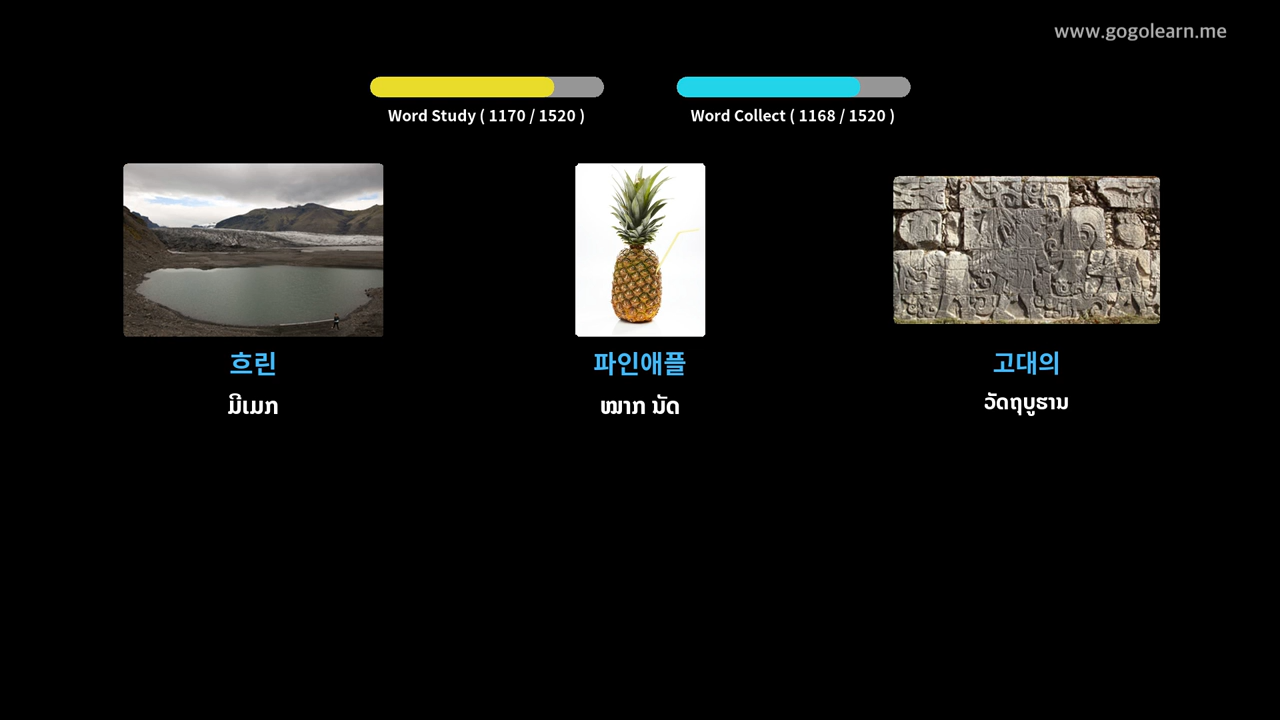 www.gogolearn.me
Word Study ( 1170 / 1520 )
Word Collect ( 1168 / 1520 )
흐린
ມີເມກ
파인애플
ໝາກ ນັດ
고대의
ວັດຖຸບູຮານ